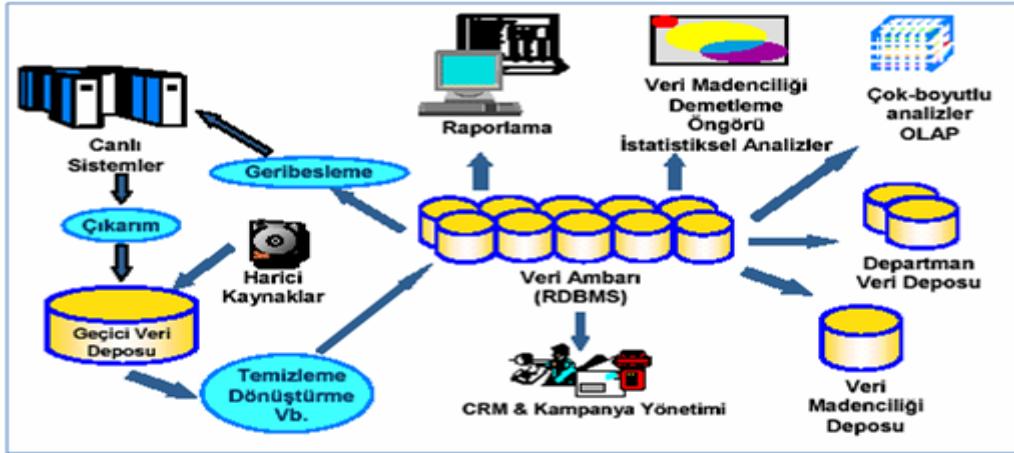 Canlı
Sistemler
Çıkarım
Geçici Veri
Deposu
Harici
Kaynaklar
Temizleme
Dönüştürme
Vb.
Geribesleme
Raporlama
Veri Madenciliği
Demetleme
Öngörü
İstatistiksel Analizler
Çok-boyutlu
analizler
OLAP
Veri Ambarı
(RDBMS)
Departman
Veri Deposu
CRM & Kampanya Yönetimi
Veri
Madenciliği
Deposu